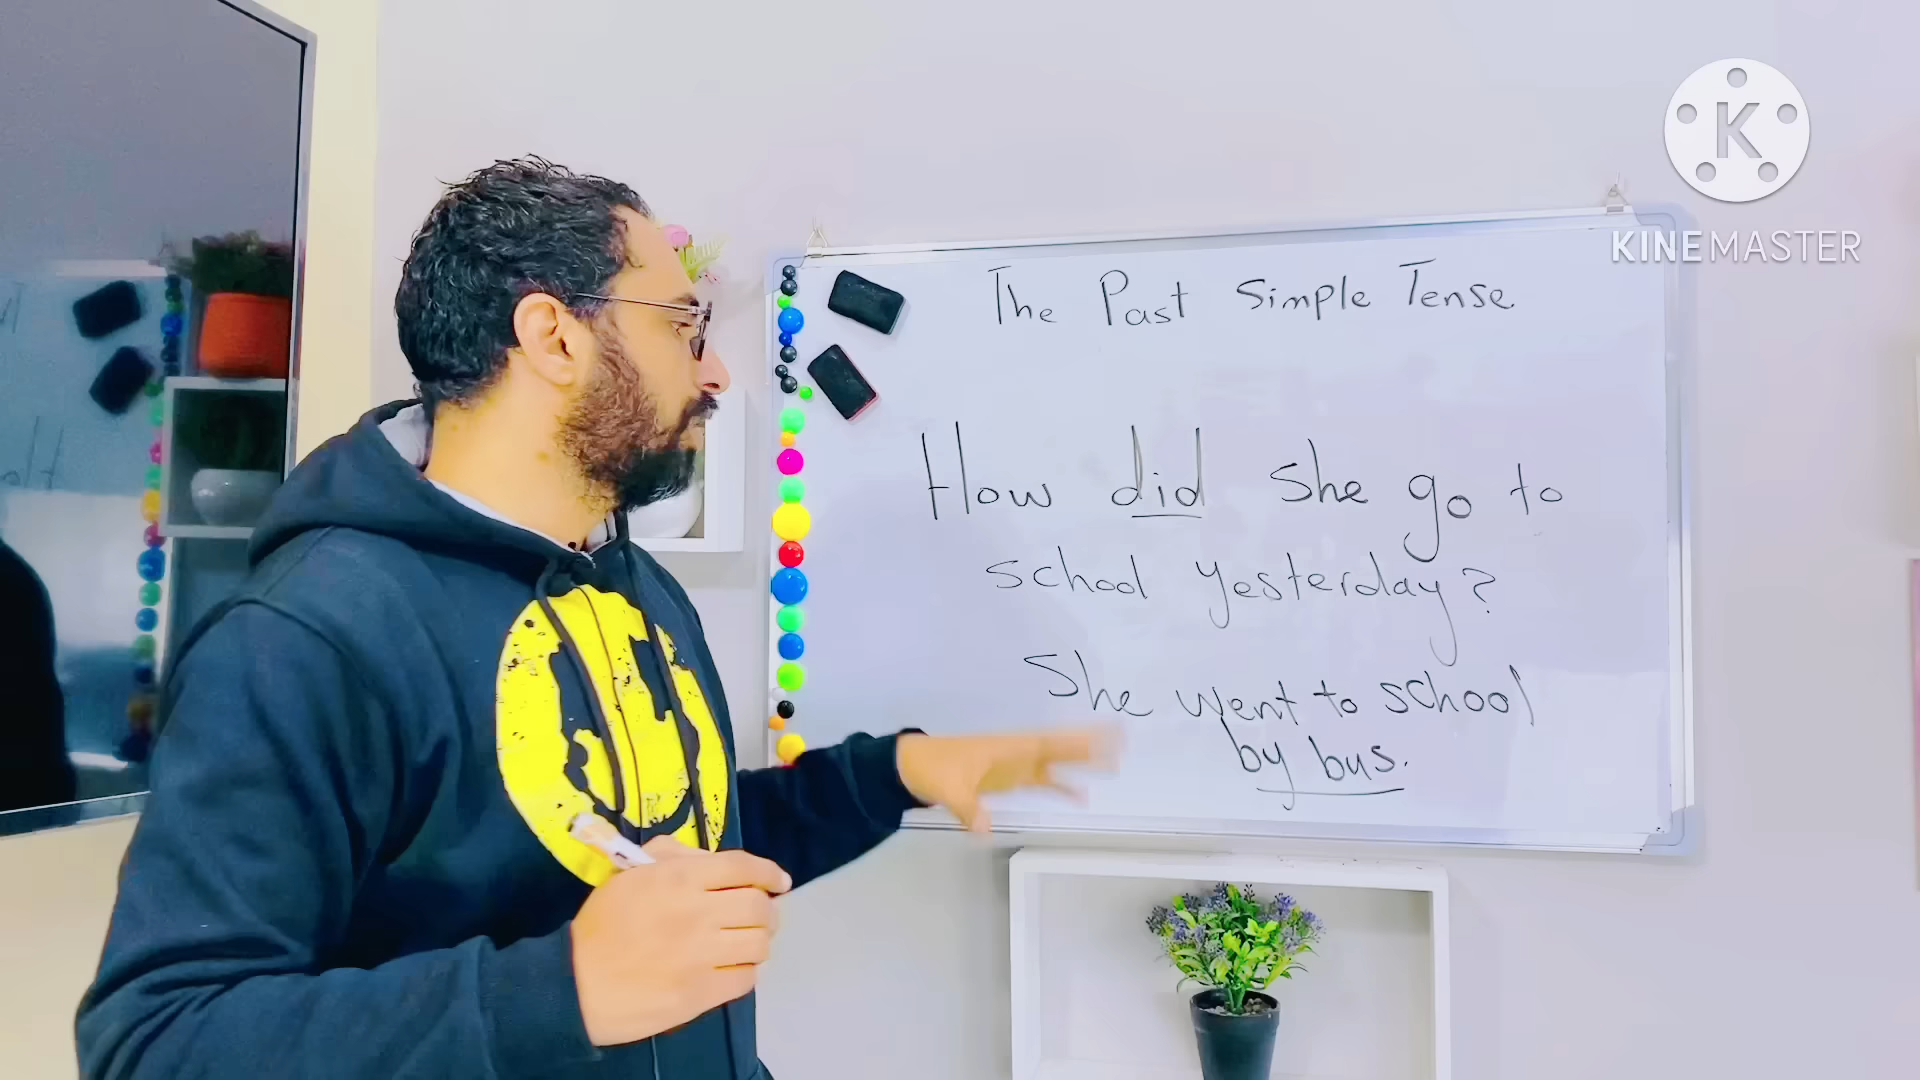 The Past Simple Tense.
How did she go to
school yesterday?
She went to school
by bus.
K
KINEMASTER